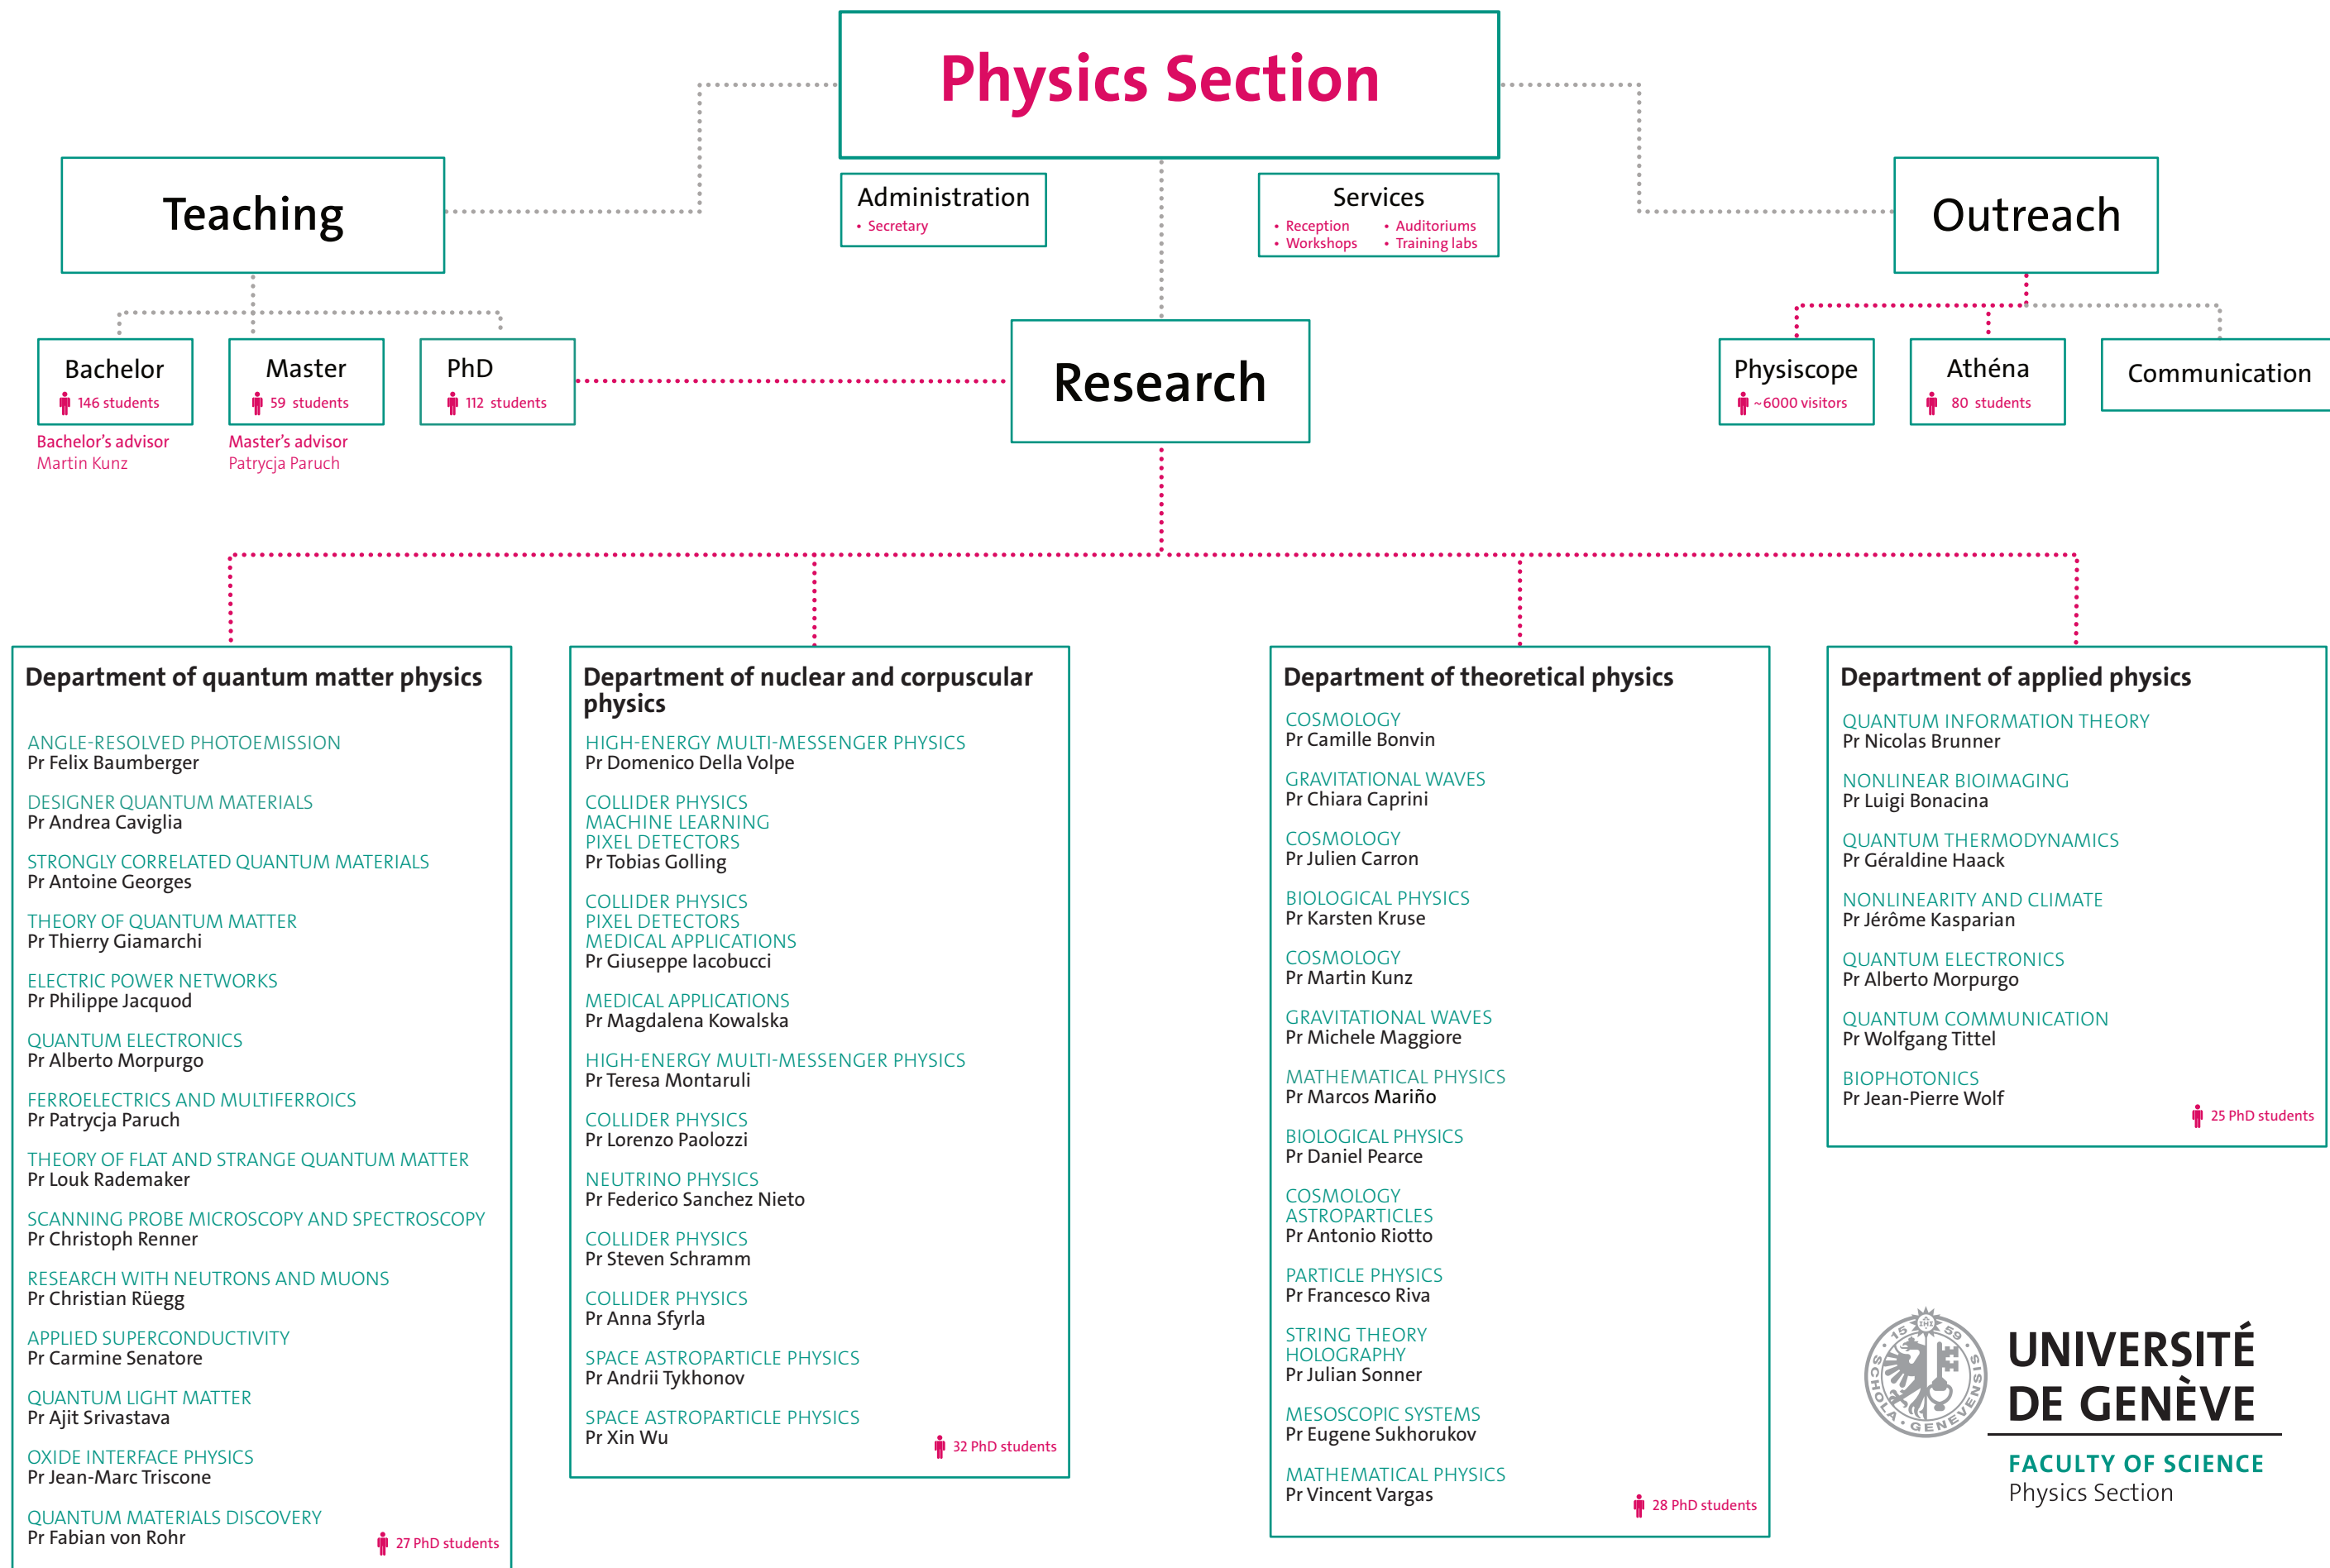 Physics Section
Teaching
Administration
• Secretary
Services
• Reception
• Workshops
• Auditoriums
• Training labs
Outreach
Bachelor
146 students
Bachelor's advisor
Martin Kunz
Master
59 students
Master's advisor
Patrycja Paruch
PhD
112 students
Research
Physiscope
~6000 visitors
Athéna
80 students
Communication
Department of quantum matter physics
ANGLE-RESOLVED PHOTOEMISSION
Pr Felix Baumberger
DESIGNER QUANTUM MATERIALS
Pr Andrea Caviglia
STRONGLY CORRELATED QUANTUM MATERIALS
Pr Antoine Georges
THEORY OF QUANTUM MATTER
Pr Thierry Giamarchi
ELECTRIC POWER NETWORKS
Pr Philippe Jacquod
QUANTUM ELECTRONICS
Pr Alberto Morpurgo
FERROELECTRICS AND MULTIFERROICS
Pr Patrycja Paruch
THEORY OF FLAT AND STRANGE QUANTUM MATTER
Pr Louk Rademaker
SCANNING PROBE MICROSCOPY AND SPECTROSCOPY
Pr Christoph Renner
RESEARCH WITH NEUTRONS AND MUONS
Pr Christian Rüegg
APPLIED SUPERCONDUCTIVITY
Pr Carmine Senatore
QUANTUM LIGHT MATTER
Pr Ajit Srivastava
OXIDE INTERFACE PHYSICS
Pr Jean-Marc Triscone
QUANTUM MATERIALS DISCOVERY
Pr Fabian von Rohr
27 PhD students
Department of nuclear and corpuscular
physics
HIGH-ENERGY MULTI-MESSENGER PHYSICS
Pr Domenico Della Volpe
COLLIDER PHYSICS
MACHINE LEARNING
PIXEL DETECTORS
Pr Tobias Golling
COLLIDER PHYSICS
PIXEL DETECTORS
MEDICAL APPLICATIONS
Pr Giuseppe Iacobucci
MEDICAL APPLICATIONS
Pr Magdalena Kowalska
HIGH-ENERGY MULTI-MESSENGER PHYSICS
Pr Teresa Montaruli
COLLIDER PHYSICS
Pr Lorenzo Paolozzi
NEUTRINO PHYSICS
Pr Federico Sanchez Nieto
COLLIDER PHYSICS
Pr Steven Schramm
COLLIDER PHYSICS
Pr Anna Sfyrla
SPACE ASTROPARTICLE PHYSICS
Pr Andrii Tykhonov
SPACE ASTROPARTICLE PHYSICS
Pr Xin Wu
32 PhD students
Department of theoretical physics
COSMOLOGY
Pr Camille Bonvin
GRAVITATIONAL WAVES
Pr Chiara Caprini
COSMOLOGY
Pr Julien Carron
BIOLOGICAL PHYSICS
Pr Karsten Kruse
COSMOLOGY
Pr Martin Kunz
GRAVITATIONAL WAVES
Pr Michele Maggiore
MATHEMATICAL PHYSICS
Pr Marcos Mariño
BIOLOGICAL PHYSICS
Pr Daniel Pearce
COSMOLOGY
ASTROPARTICLES
Pr Antonio Riotto
PARTICLE PHYSICS
Pr Francesco Riva
STRING THEORY
HOLOGRAPHY
Pr Julian Sonner
MESOSCOPIC SYSTEMS
Pr Eugene Sukhorukov
MATHEMATICAL PHYSICS
Pr Vincent Vargas
28 PhD students
Department of applied physics
QUANTUM INFORMATION THEORY
Pr Nicolas Brunner
NONLINEAR BIOIMAGING
Pr Luigi Bonacina
QUANTUM THERMODYNAMICS
Pr Géraldine Haack
NONLINEARITY AND CLIMATE
Pr Jérôme Kasparian
QUANTUM ELECTRONICS
Pr Alberto Morpurgo
QUANTUM COMMUNICATION
Pr Wolfgang Tittel
BIOPHOTONICS
Pr Jean-Pierre Wolf
25 PhD students
SCHOLA • GENEVENSIS • 15 59
IHS
UNIVERSITÉ
DE GENÈVE
FACULTY OF SCIENCE
Physics Section